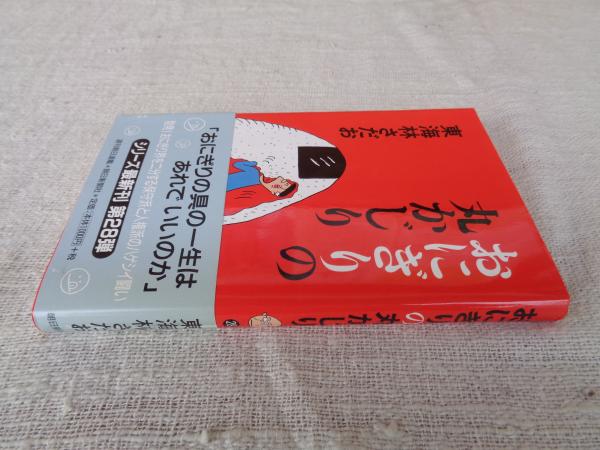 東海林さだお
おにぎりの
丸かじり
「おにぎりの具の一生は
あれでいいのか」
シリーズ最新刊 第28弾
おにぎりの丸かじり
東海林さだお